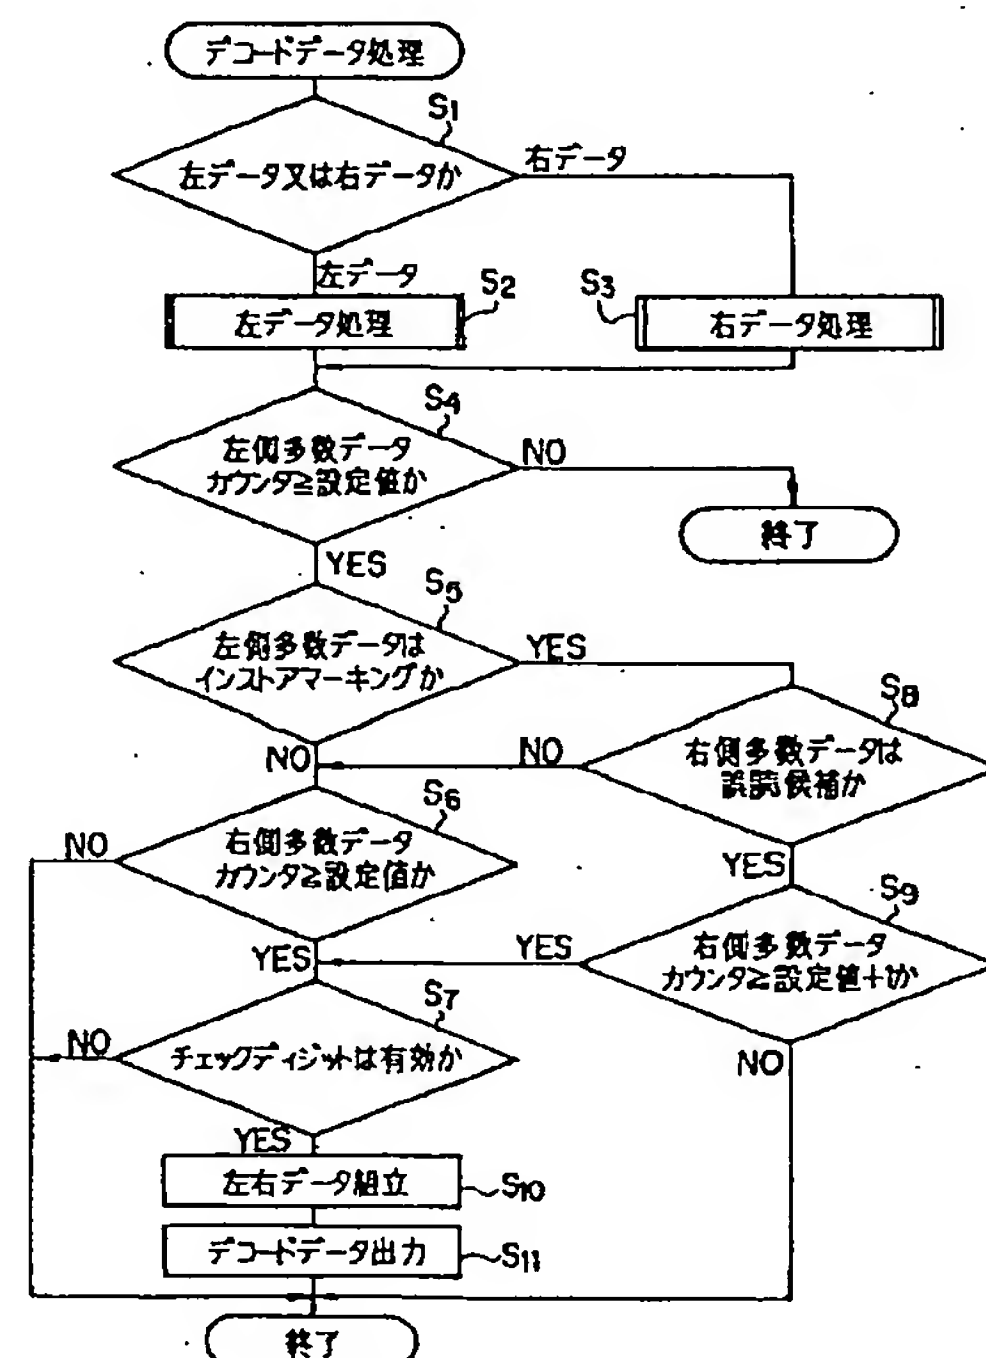 デコードデータ処理
S1
左データ又は右データか
右データ
左データ
S2
左データ処理
S3
右データ処理
S4
左側多数データ
カウンタ≧設定値か
NO
終了
YES
S5
左側多数データは
インストアマーキングか
YES
NO
S8
右側多数データは
誤読候補か
NO
YES
S6
右側多数データ
カウンタ≧設定値か
NO
YES
S9
右側多数データ
カウンタ≧設定値+1か
YES
NO
S7
チェックディジットは有効か
NO
YES
左右データ組立
S10
デコードデータ出力
S11
終了